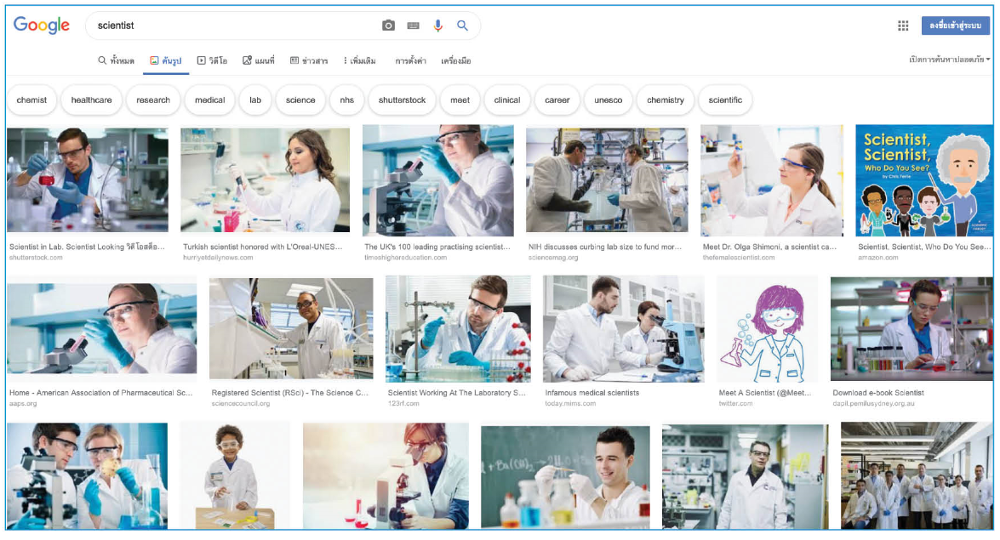 Google
scientist
ลงชื่อเข้าสู่ระบบ
ทั้งหมด ค้นรูป วิดีโอ แผนที่ ข่าวสาร เพิ่มเติม การตั้งค่า เครื่องมือ
เปิดการค้นหาปลอดภัย
chemist healthcare research medical lab science nhs shutterstock meet clinical career unesco chemistry scientific
Scientist,
Scientist,
Who Do You See?
by Chris Ferrie
Scientist in Lab. Scientist Looking วิดีโอสต็อ... Turkish scientist honored with L'Oreal-UNES... The UK's 100 leading practising scientist... NIH discusses curbing lab size to fund mor... Meet Dr. Olga Shimoni, a scientist ca... Scientist, Scientist, Who Do You See...
shutterstock.com hurriyetdailynews.com timeshighereducation.com sciencemag.org thefemalescientist.com amazon.com
Home - American Association of Pharmaceutical Sc... Registered Scientist (RSci) - The Science C... Scientist Working At The Laboratory S... Infamous medical scientists Meet A Scientist (@Meet... Download e-book Scientist
aaps.org sciencecouncil.org 123rf.com today.mims.com twitter.com dapil.pemilusydney.org.au